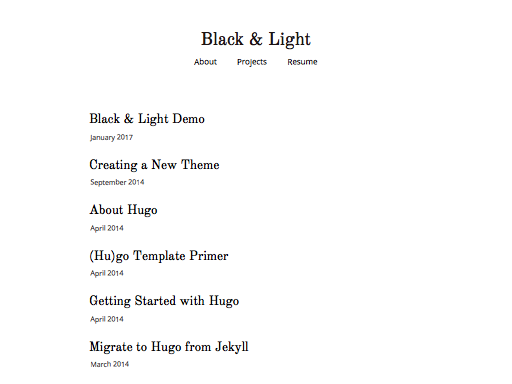 Black & Light
About Projects Resume
Black & Light Demo
January 2017
Creating a New Theme
September 2014
About Hugo
April 2014
(Hu)go Template Primer
April 2014
Getting Started with Hugo
April 2014
Migrate to Hugo from Jekyll
March 2014